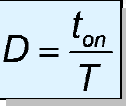 D = t_on / T